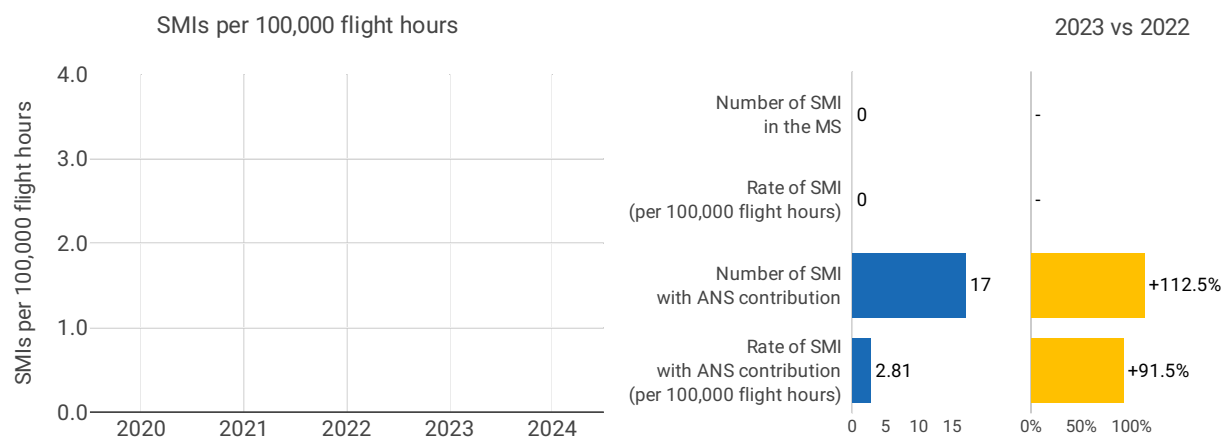 SMIs per 100,000 flight hours
SMIs per 100,000 flight hours
4.0
3.0
2.0
1.0
0.0
2020 2021 2022 2023 2024
2023 vs 2022
Number of SMI
in the MS
0
-
Rate of SMI
(per 100,000 flight hours)
0
-
Number of SMI
with ANS contribution
17
+112.5%
Rate of SMI
with ANS contribution
(per 100,000 flight hours)
2.81
+91.5%
0 5 10 15
0% 50% 100%